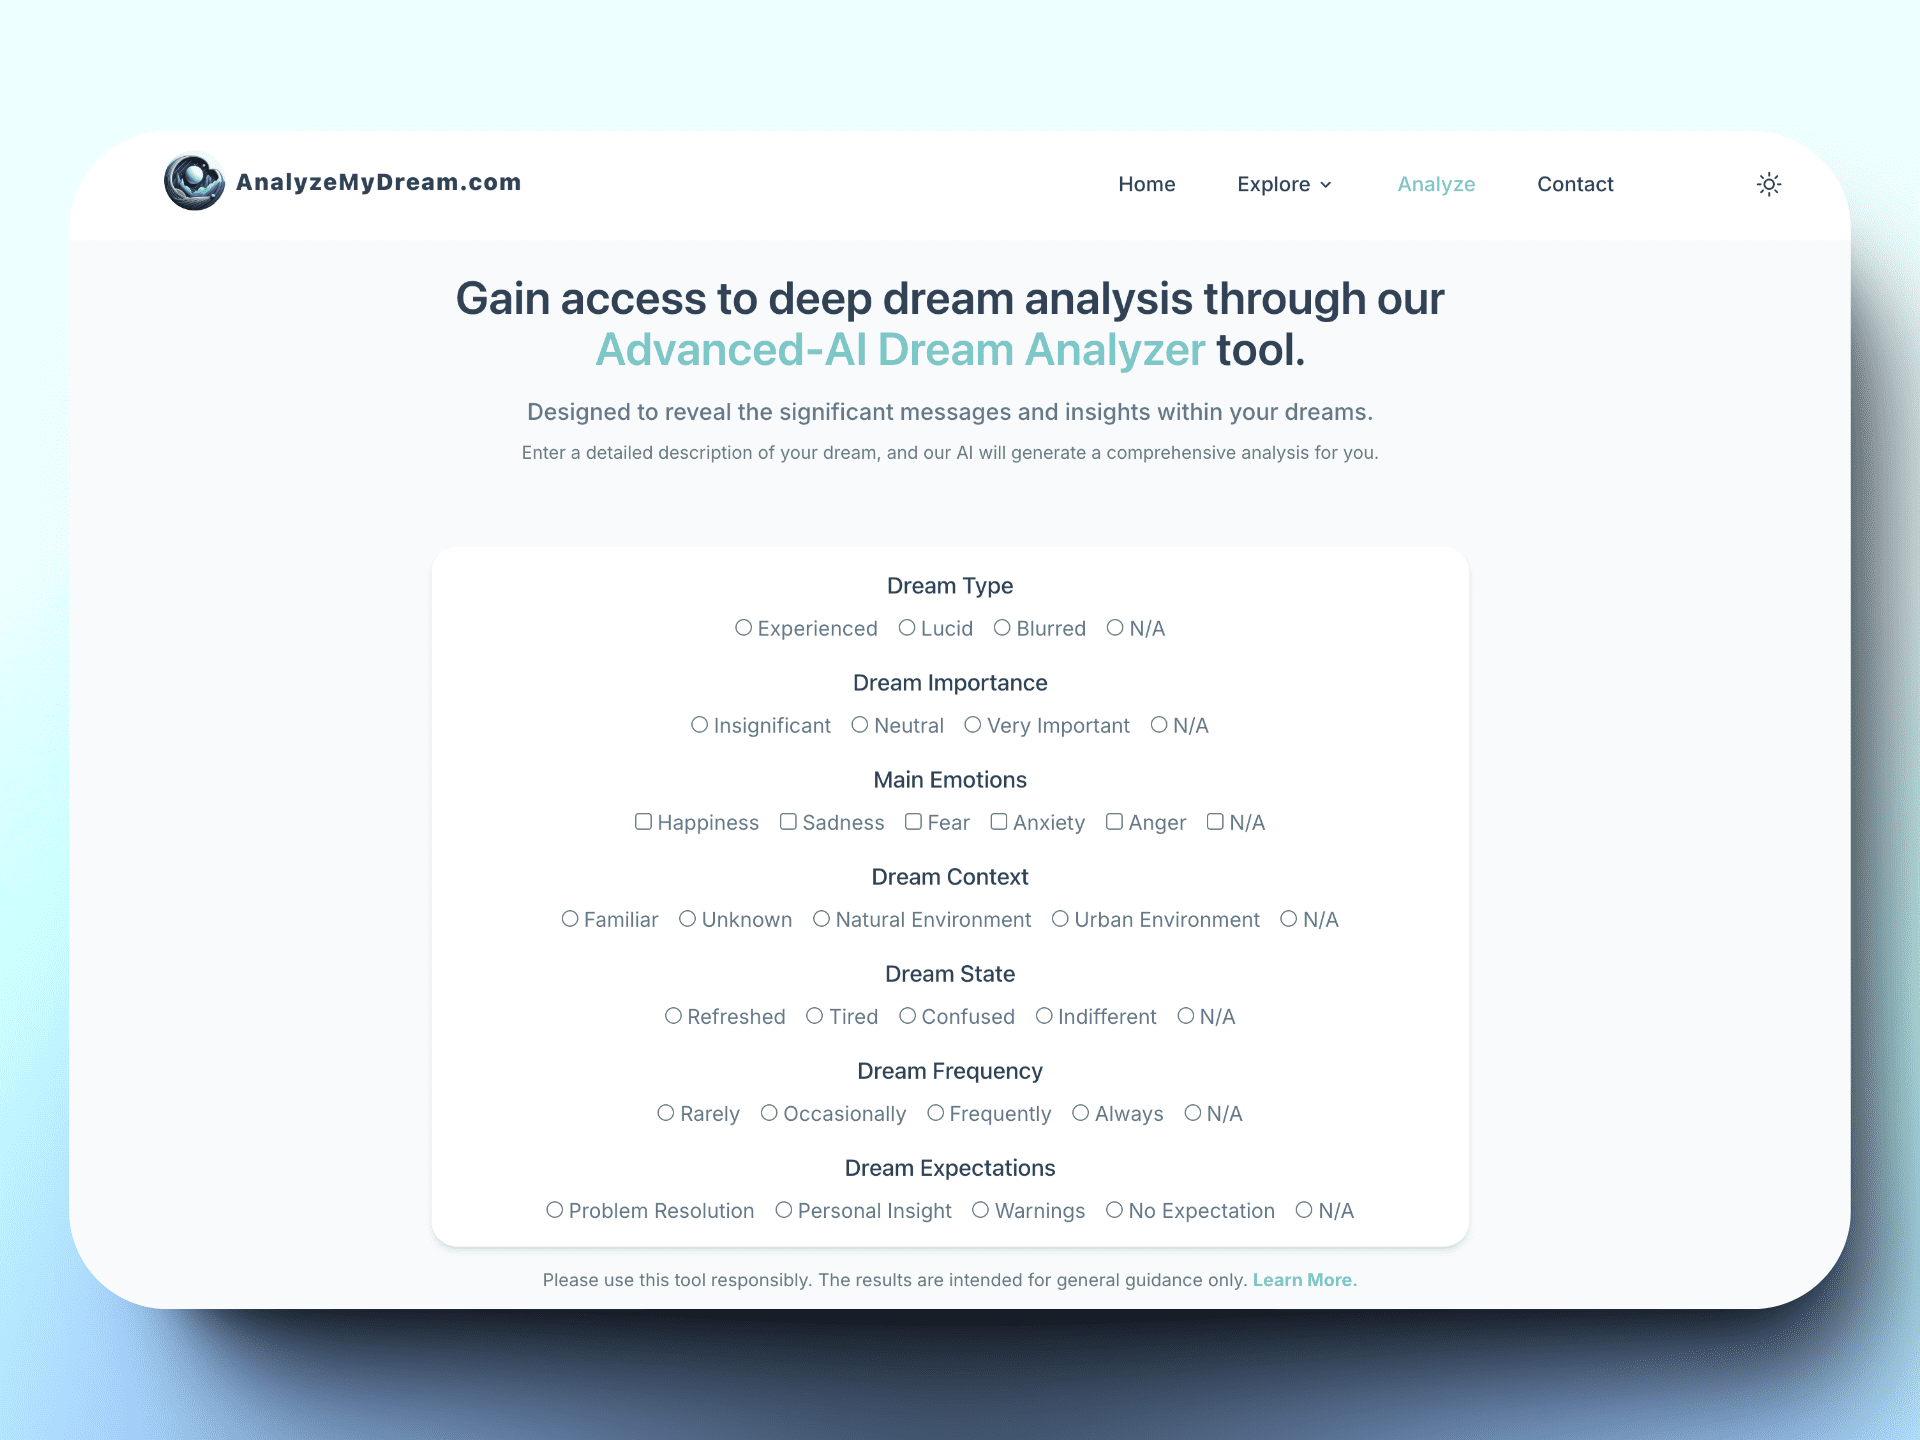 AnalyzeMyDream.com
Home Explore Analyze Contact
Gain access to deep dream analysis through our
Advanced-AI Dream Analyzer tool.
Designed to reveal the significant messages and insights within your dreams.
Enter a detailed description of your dream, and our AI will generate a comprehensive analysis for you.
Dream Type
Experienced Lucid Blurred N/A
Dream Importance
Insignificant Neutral Very Important N/A
Main Emotions
Happiness Sadness Fear Anxiety Anger N/A
Dream Context
Familiar Unknown Natural Environment Urban Environment N/A
Dream State
Refreshed Tired Confused Indifferent N/A
Dream Frequency
Rarely Occasionally Frequently Always N/A
Dream Expectations
Problem Resolution Personal Insight Warnings No Expectation N/A
Please use this tool responsibly. The results are intended for general guidance only. Learn More.